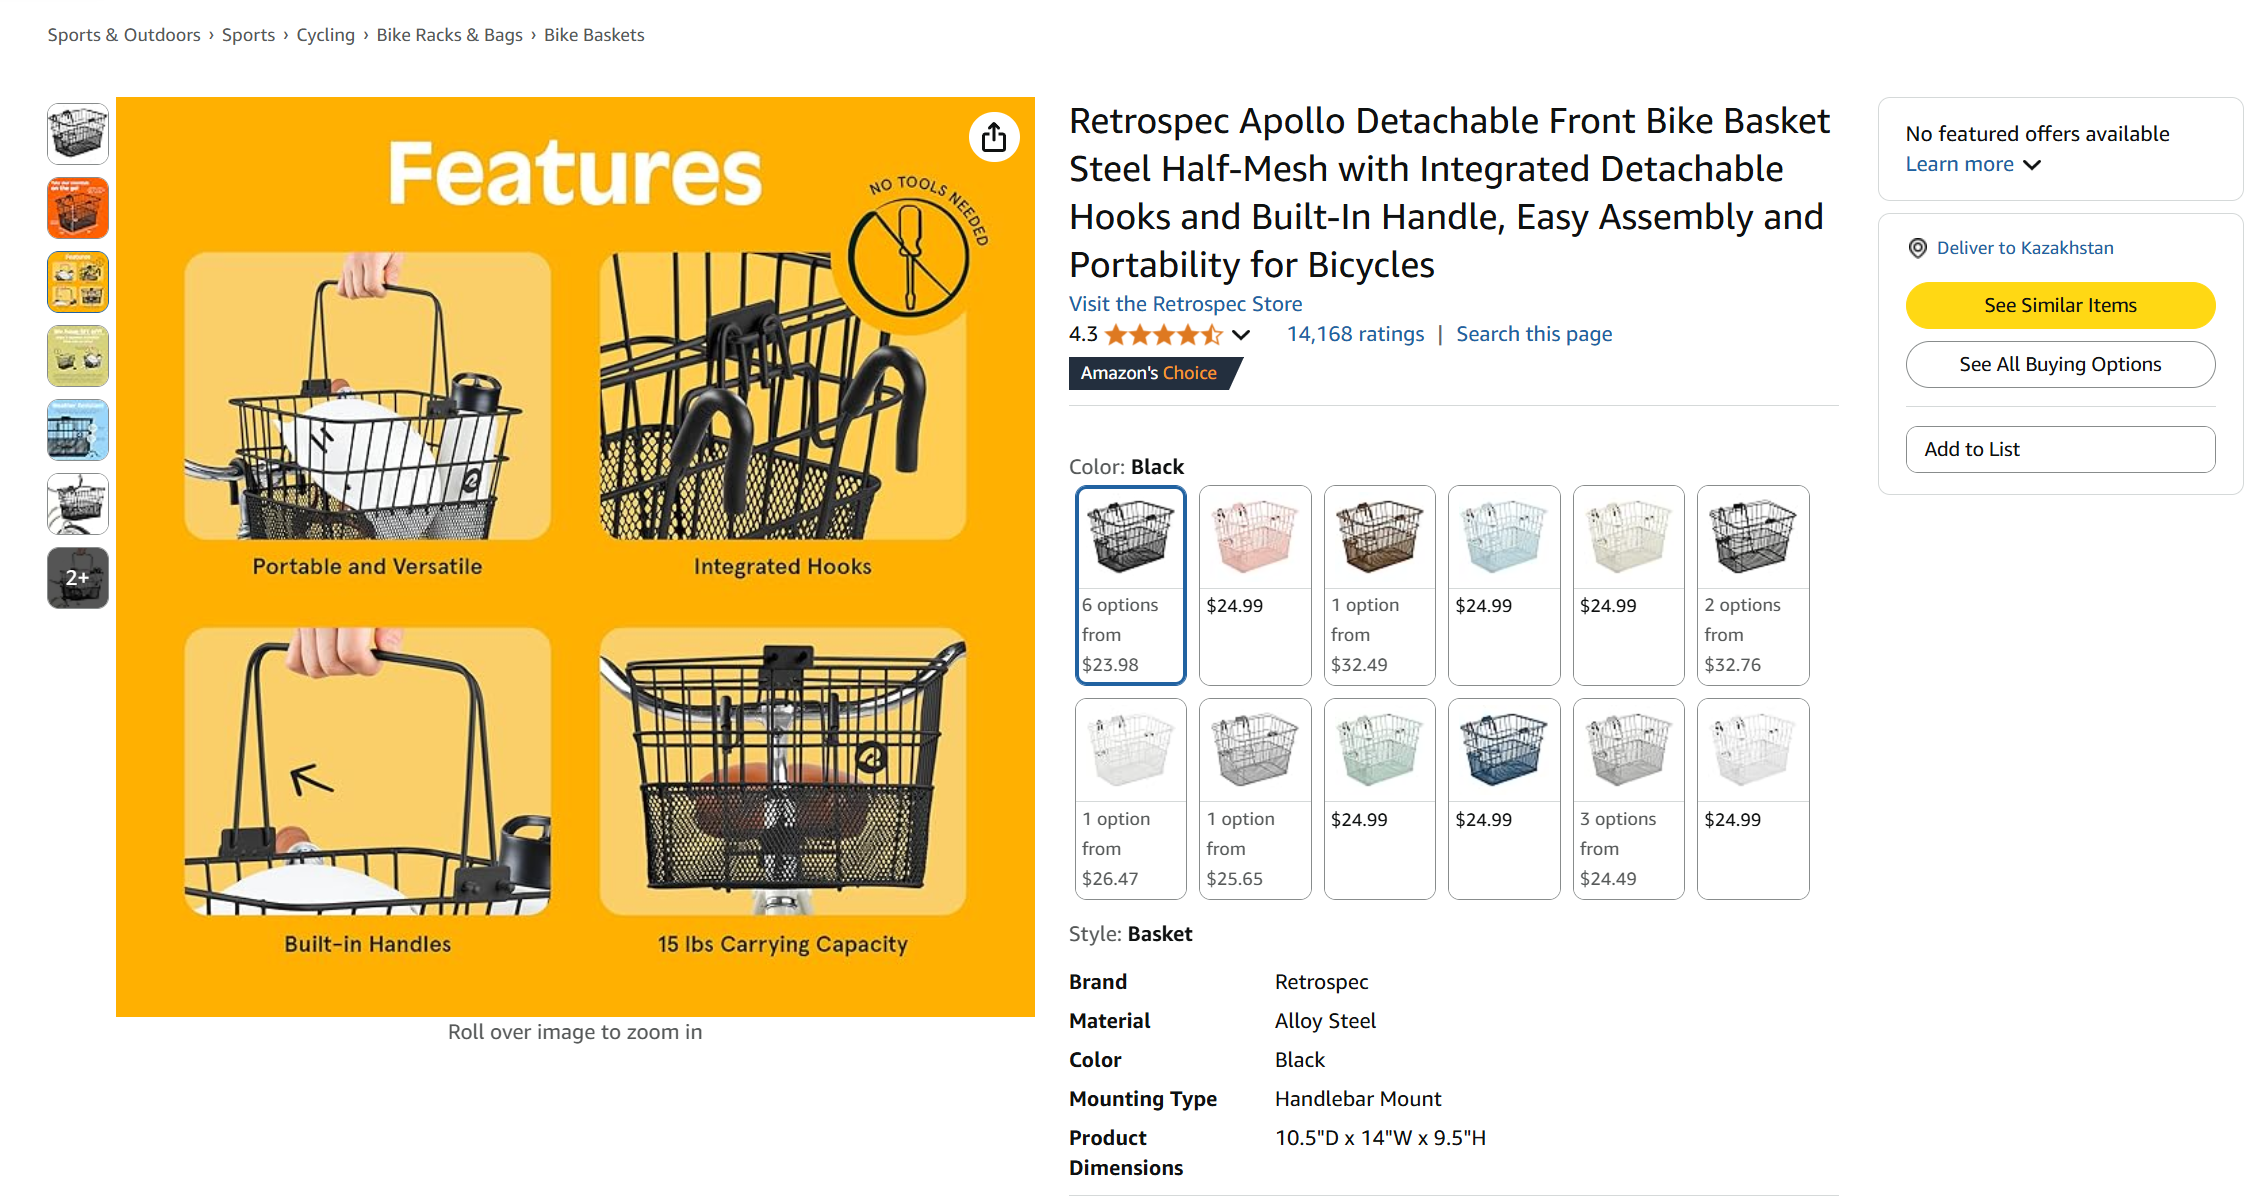 Sports & Outdoors › Sports › Cycling › Bike Racks & Bags › Bike Baskets
2+
Features
NO TOOLS NEEDED
Portable and Versatile
Integrated Hooks
Built-in Handles
15 lbs Carrying Capacity
Roll over image to zoom in
Retrospec Apollo Detachable Front Bike Basket
Steel Half-Mesh with Integrated Detachable
Hooks and Built-In Handle, Easy Assembly and
Portability for Bicycles
Visit the Retrospec Store
4.3
14,168 ratings | Search this page
Amazon's Choice
Color: Black
6 options
from
$23.98
$24.99
1 option
from
$32.49
$24.99
$24.99
2 options
from
$32.76
1 option
from
$26.47
1 option
from
$25.65
$24.99
$24.99
3 options
from
$24.49
$24.99
Style: Basket
Brand Retrospec
Material Alloy Steel
Color Black
Mounting Type Handlebar Mount
Product 10.5"D x 14"W x 9.5"H
Dimensions
No featured offers available
Learn more
Deliver to Kazakhstan
See Similar Items
See All Buying Options
Add to List